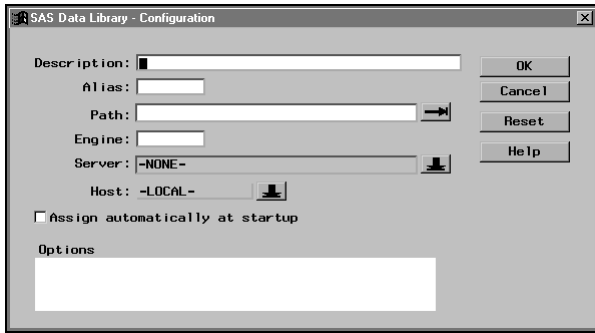 SAS Data Library - Configuration
Description:
Alias:
Path:
Engine:
Server: -NONE-
Host: -LOCAL-
Assign automatically at startup
Options
OK
Cancel
Reset
Help